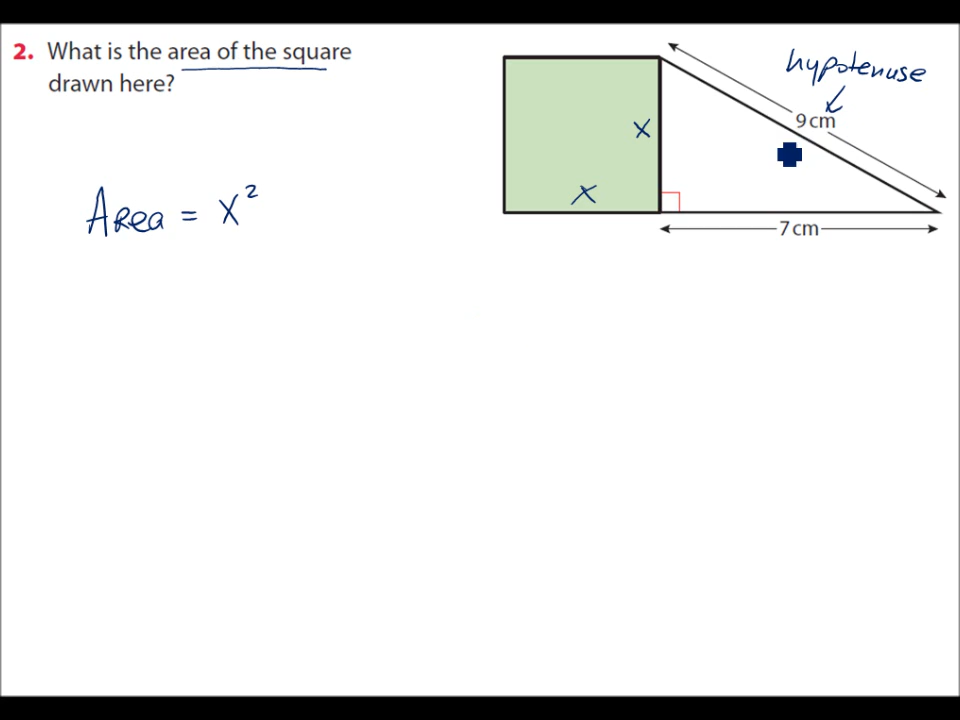 2. What is the area of the square
drawn here?
hypotenuse
9 cm
x
x
7 cm
Area = x²